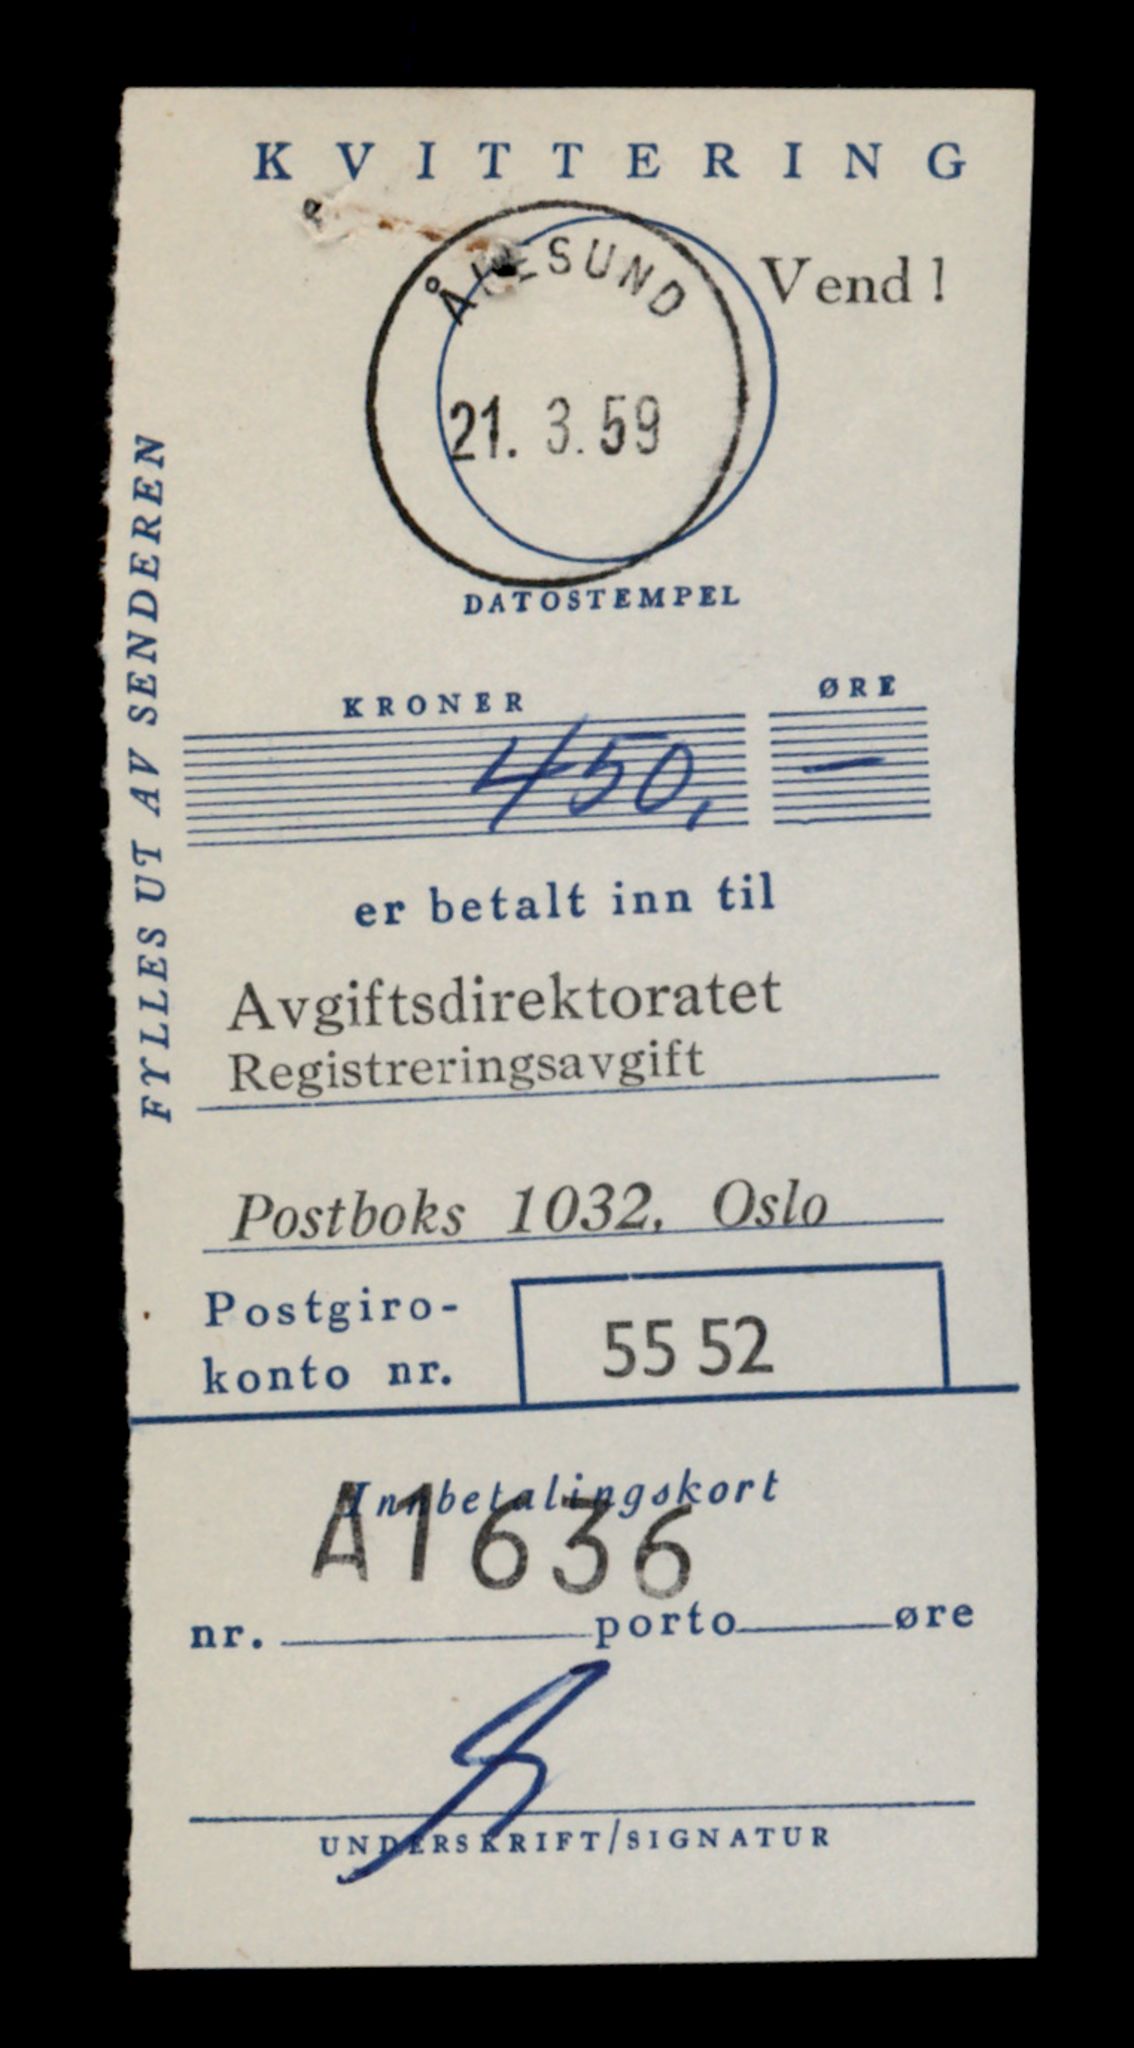 KVITTERING
Vend!
ÅLESUND
21.3.59
DATOSTEMPEL
FYLLES UT AV SENDEREN
KRONER ØRE
450, —
er betalt inn til
Avgiftsdirektoratet
Registreringsavgift
Postboks 1032, Oslo
Postgiro-
konto nr. 55 52
Innbetalingskort
A1636
nr. porto øre
UNDERSKRIFT/SIGNATUR